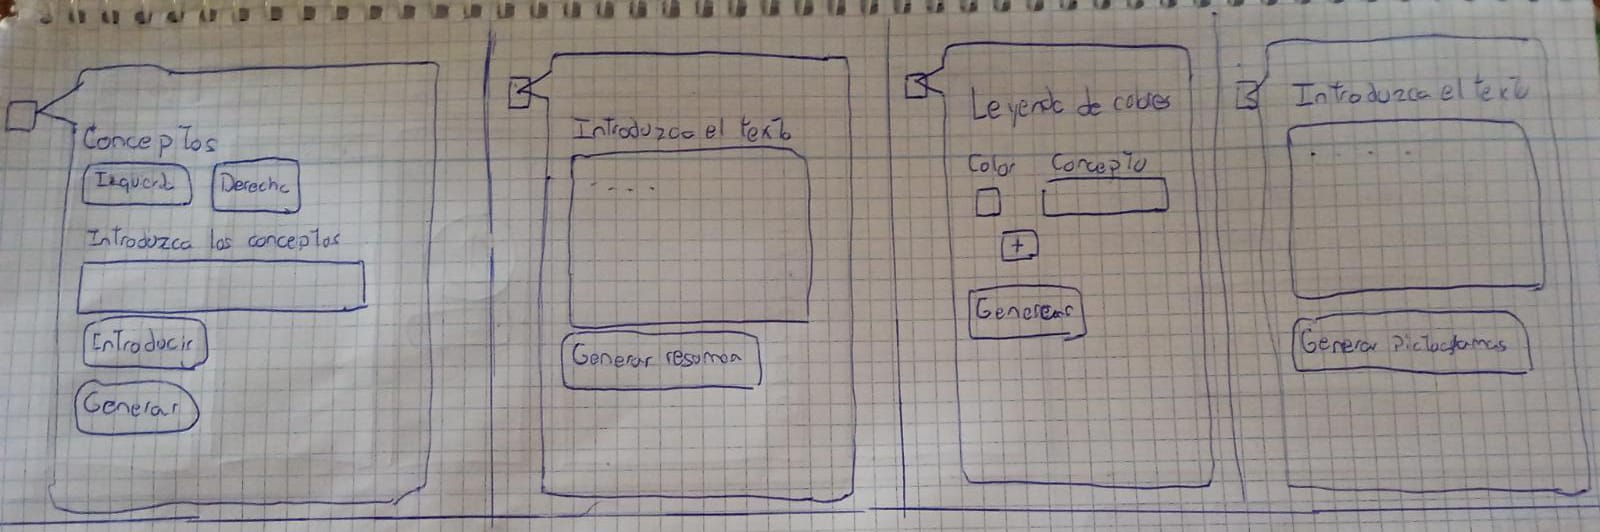 Conceptos
Izquierda
Derecha
Introduzca los conceptos
Introducir
Generar
Introduzca el texto
. . . .
Generar resumen
Leyenda de colores
Color Concepto
+
Generar
Introduzca el texto
. . . .
Generar pictogramas